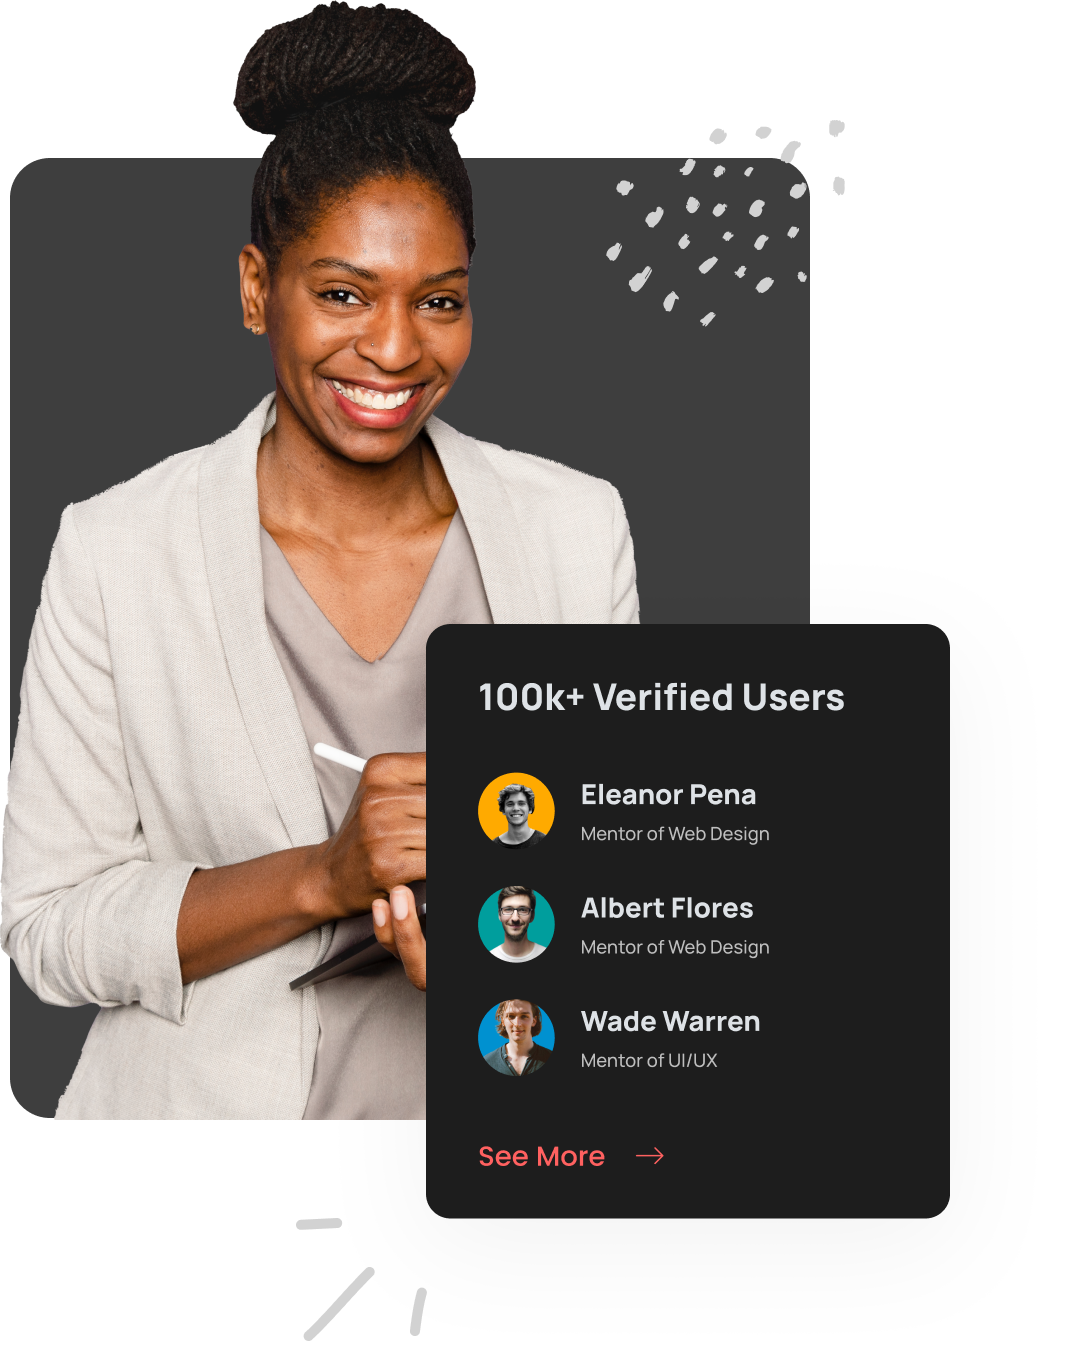 100k+ Verified Users
Eleanor Pena
Mentor of Web Design
Albert Flores
Mentor of Web Design
Wade Warren
Mentor of UI/UX
See More